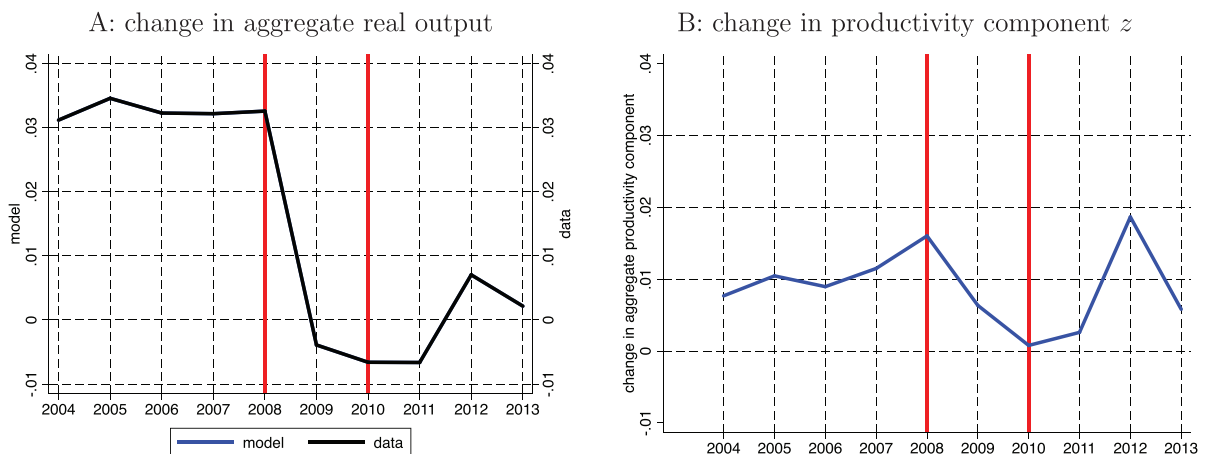 A: change in aggregate real output
.04
.03
.02
.01
0
-.01
model
.04
.03
.02
.01
0
-.01
data
2004 2005 2006 2007 2008 2009 2010 2011 2012 2013
model data
B: change in productivity component z
.04
.03
.02
.01
0
-.01
change in aggregate productivity component
2004 2005 2006 2007 2008 2009 2010 2011 2012 2013